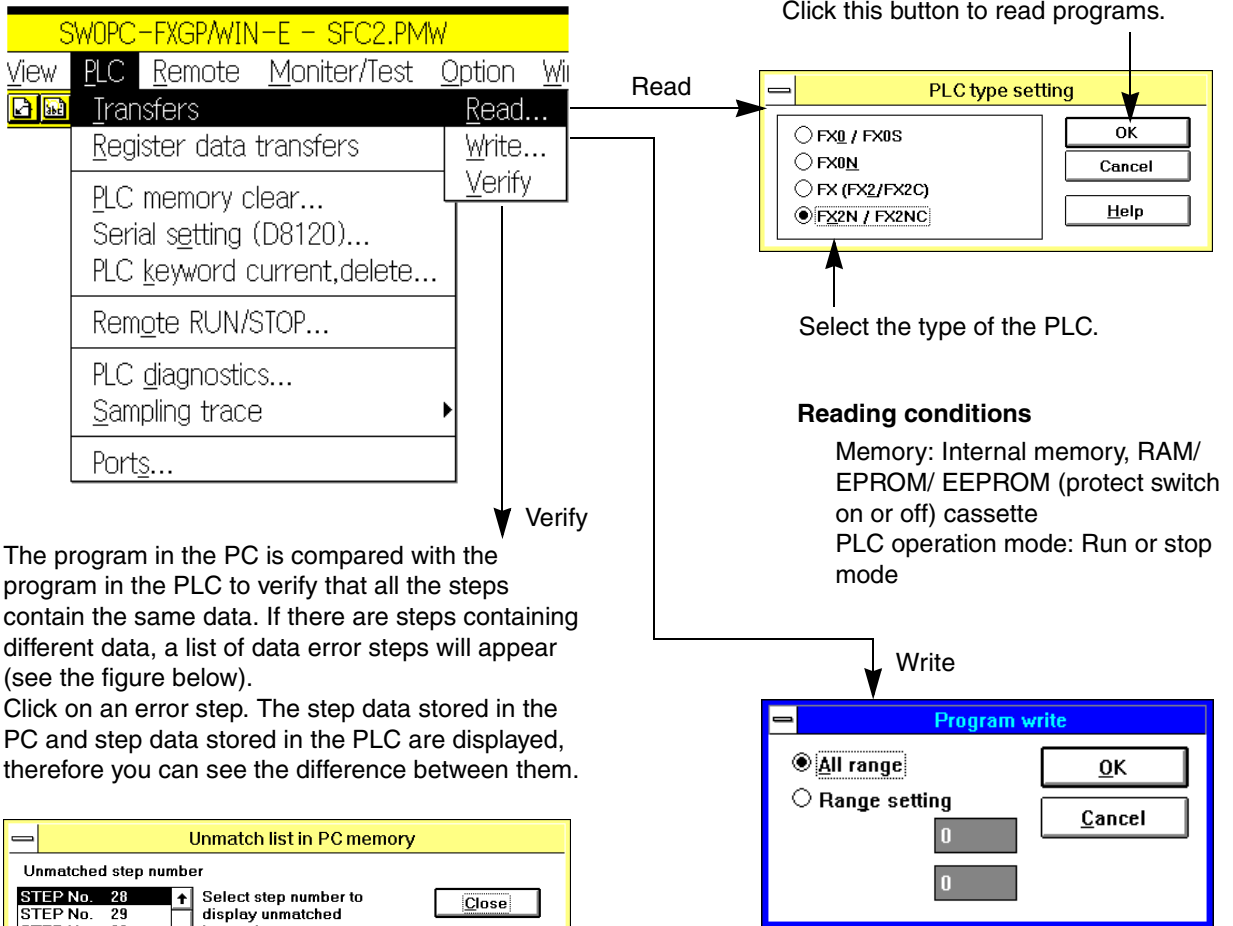 SW0PC-FXGP/WIN-E - SFC2.PMW
View PLC Remote Moniter/Test Option Wi
Transfers
Register data transfers
PLC memory clear...
Serial setting (D8120)...
PLC keyword current,delete...
Remote RUN/STOP...
PLC diagnostics...
Sampling trace
Ports...
Read...
Write...
Verify
Read
Click this button to read programs.
PLC type setting
FX0 / FX0S
FX0N
FX (FX2/FX2C)
FX2N / FX2NC
OK
Cancel
Help
Select the type of the PLC.
Reading conditions
Memory: Internal memory, RAM/
EPROM/ EEPROM (protect switch
on or off) cassette
PLC operation mode: Run or stop
mode
Verify
The program in the PC is compared with the
program in the PLC to verify that all the steps
contain the same data. If there are steps containing
different data, a list of data error steps will appear
(see the figure below).
Click on an error step. The step data stored in the
PC and step data stored in the PLC are displayed,
therefore you can see the difference between them.
Write
Program write
All range
Range setting
0
0
OK
Cancel
Unmatch list in PC memory
Unmatched step number
STEP No. 28
STEP No. 29
Select step number to
display unmatched
Close